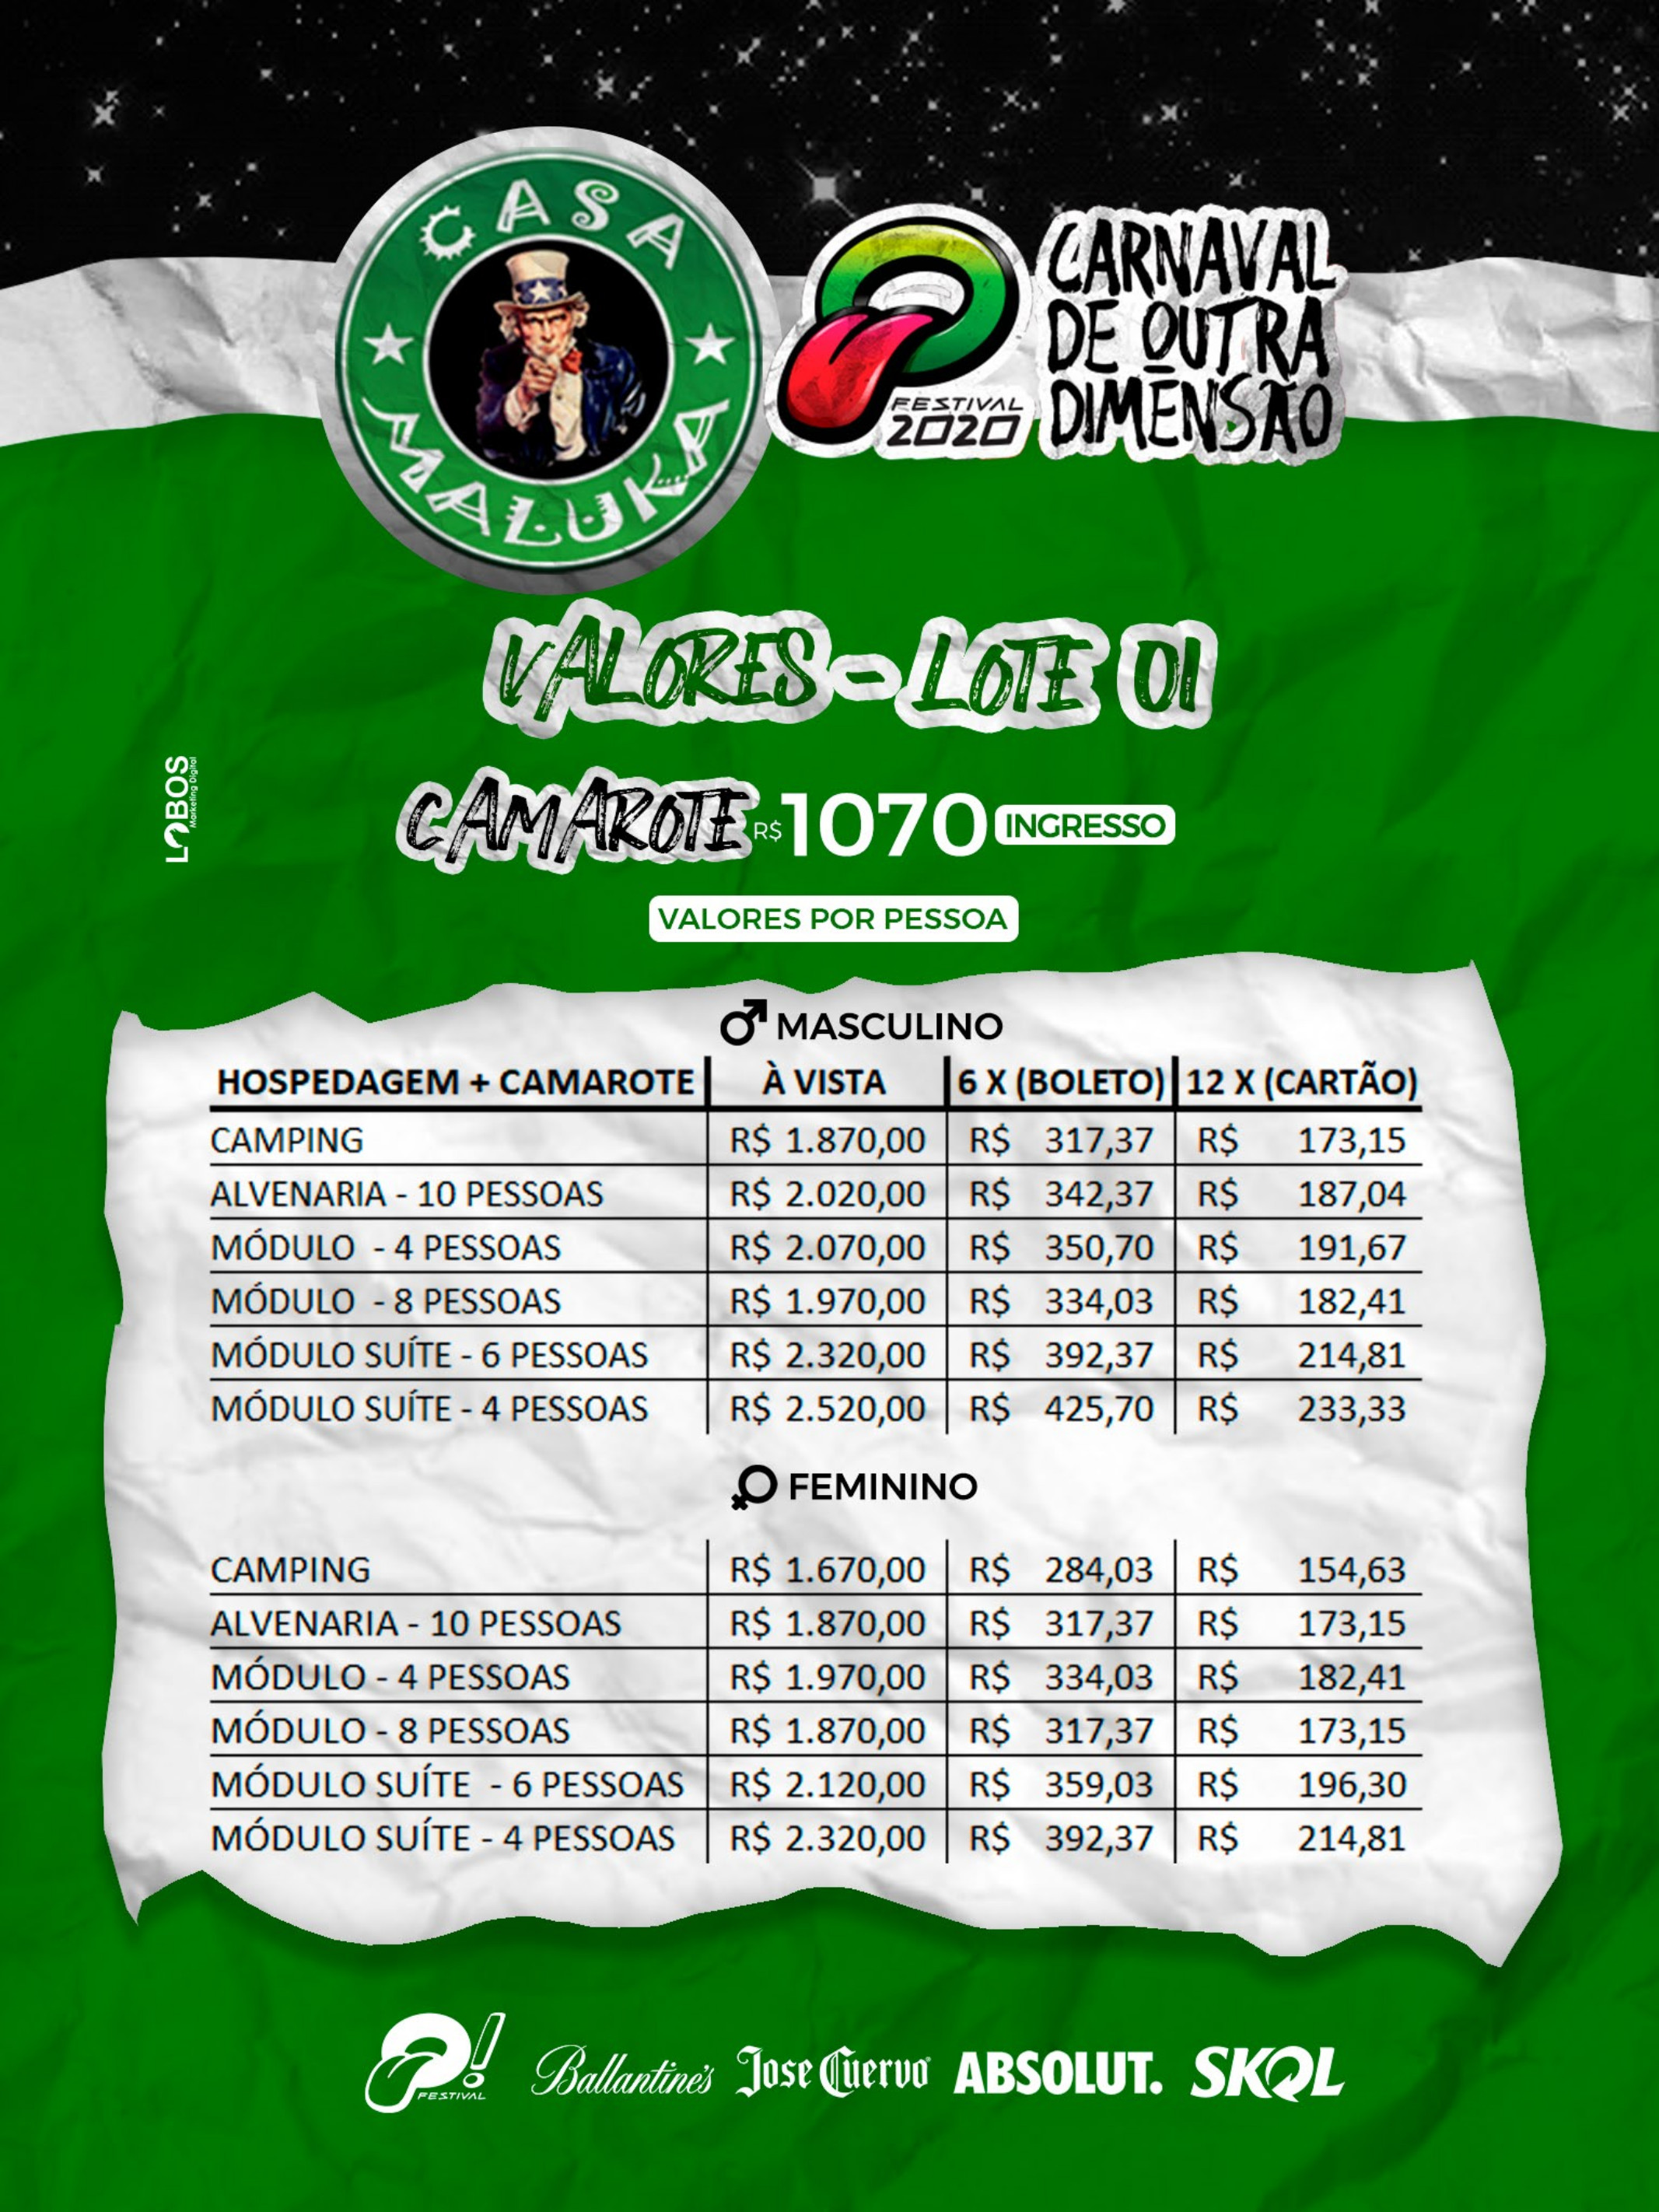 CASA
MALUKA
FESTIVAL
2020
CARNAVAL
DE OUTRA
DIMENSÃO
VALORES - LOTE 01
LOBOS
Marketing Digital
CAMAROTE R$ 1070 INGRESSO
VALORES POR PESSOA
MASCULINO
HOSPEDAGEM + CAMAROTE À VISTA 6 X (BOLETO) 12 X (CARTÃO)
CAMPING R$ 1.870,00 R$ 317,37 R$ 173,15
ALVENARIA - 10 PESSOAS R$ 2.020,00 R$ 342,37 R$ 187,04
MÓDULO - 4 PESSOAS R$ 2.070,00 R$ 350,70 R$ 191,67
MÓDULO - 8 PESSOAS R$ 1.970,00 R$ 334,03 R$ 182,41
MÓDULO SUÍTE - 6 PESSOAS R$ 2.320,00 R$ 392,37 R$ 214,81
MÓDULO SUÍTE - 4 PESSOAS R$ 2.520,00 R$ 425,70 R$ 233,33
FEMININO
CAMPING R$ 1.670,00 R$ 284,03 R$ 154,63
ALVENARIA - 10 PESSOAS R$ 1.870,00 R$ 317,37 R$ 173,15
MÓDULO - 4 PESSOAS R$ 1.970,00 R$ 334,03 R$ 182,41
MÓDULO - 8 PESSOAS R$ 1.870,00 R$ 317,37 R$ 173,15
MÓDULO SUÍTE - 6 PESSOAS R$ 2.120,00 R$ 359,03 R$ 196,30
MÓDULO SUÍTE - 4 PESSOAS R$ 2.320,00 R$ 392,37 R$ 214,81
P! FESTIVAL Ballantine's Jose Cuervo ABSOLUT. SKOL